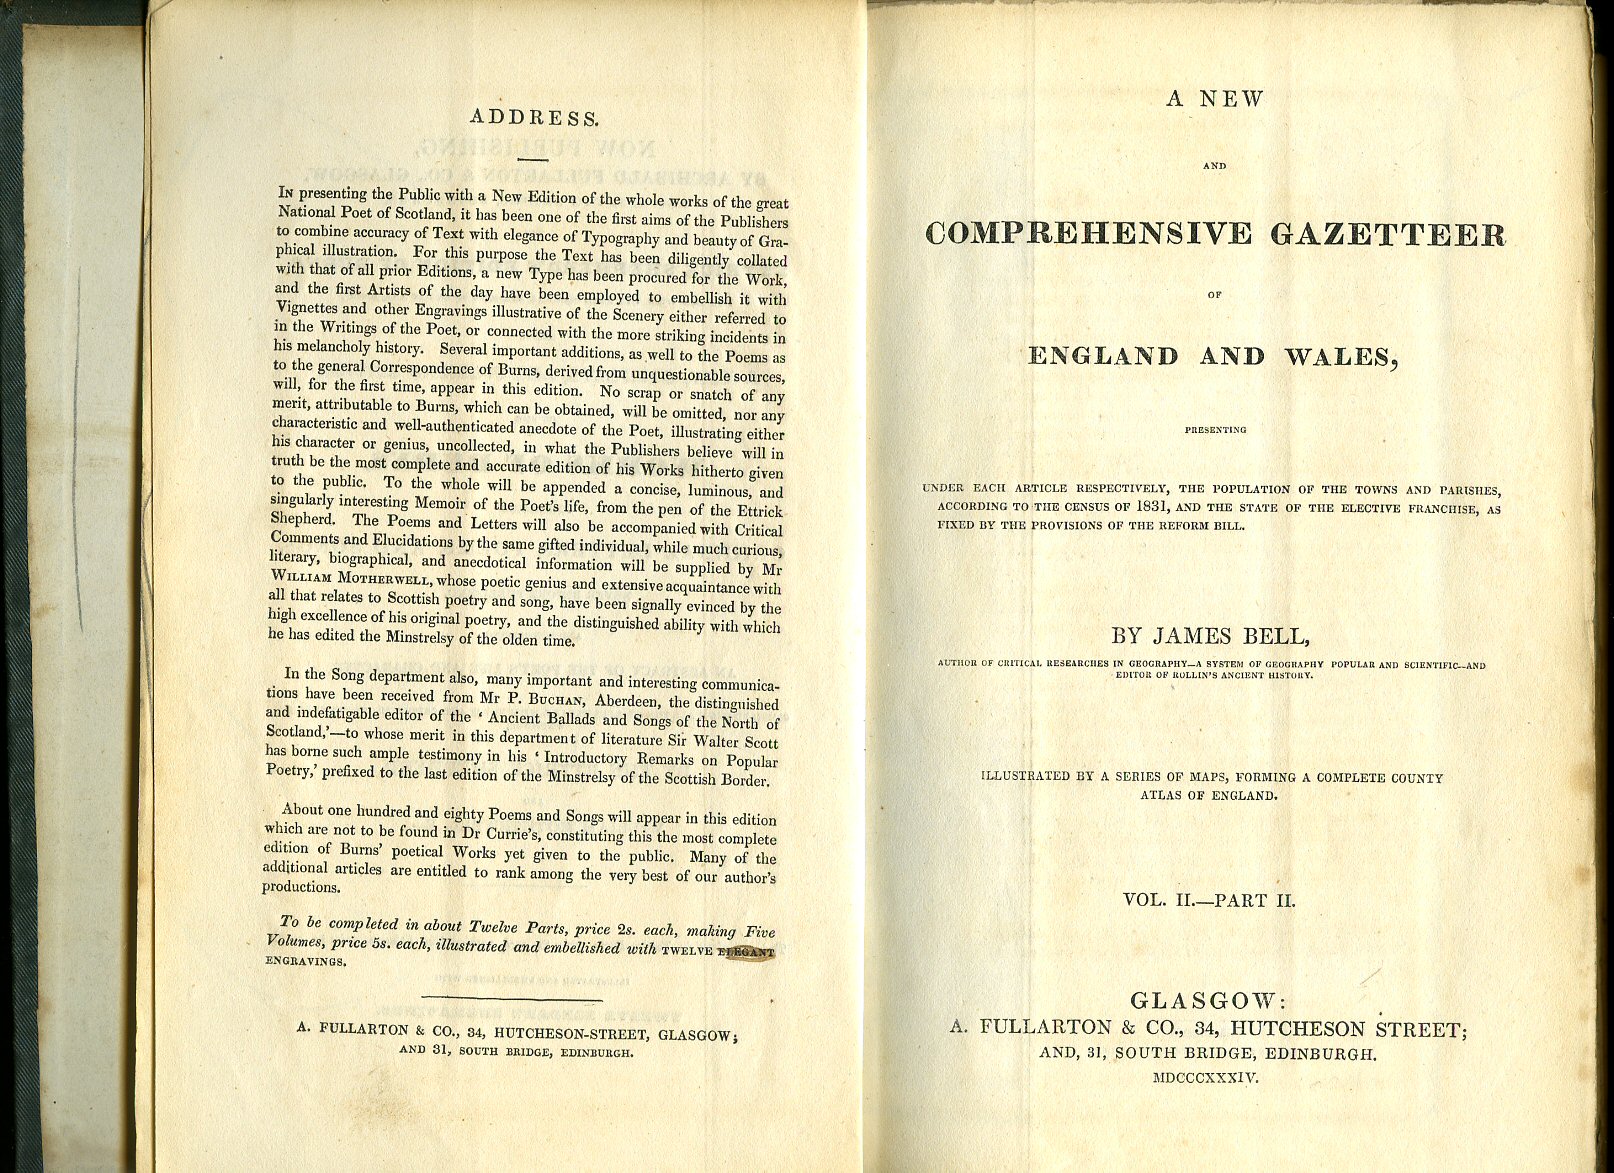 ADDRESS.
IN presenting the Public with a New Edition of the whole works of the great
National Poet of Scotland, it has been one of the first aims of the Publishers
to combine accuracy of Text with elegance of Typography and beauty of Gra-
phical illustration. For this purpose the Text has been diligently collated
with that of all prior Editions, a new Type has been procured for the Work,
and the first Artists of the day have been employed to embellish it with
Vignettes and other Engravings illustrative of the Scenery either referred to
in the Writings of the Poet, or connected with the more striking incidents in
his melancholy history. Several important additions, as well to the Poems as
to the general Correspondence of Burns, derived from unquestionable sources,
will, for the first time, appear in this edition. No scrap or snatch of any
merit, attributable to Burns, which can be obtained, will be omitted, nor any
characteristic and well-authenticated anecdote of the Poet, illustrating either
his character or genius, uncollected, in what the Publishers believe will in
truth be the most complete and accurate edition of his Works hitherto given
to the public. To the whole will be appended a concise, luminous, and
singularly interesting Memoir of the Poet's life, from the pen of the Ettrick
Shepherd. The Poems and Letters will also be accompanied with Critical
Comments and Elucidations by the same gifted individual, while much curious,
literary, biographical, and anecdotical information will be supplied by Mr
WILLIAM MOTHERWELL, whose poetic genius and extensive acquaintance with
all that relates to Scottish poetry and song, have been signally evinced by the
high excellence of his original poetry, and the distinguished ability with which
he has edited the Minstrelsy of the olden time.
In the Song department also, many important and interesting communica-
tions have been received from Mr P. BUCHAN, Aberdeen, the distinguished
and indefatigable editor of the ‘ Ancient Ballads and Songs of the North of
Scotland,’—to whose merit in this department of literature Sir Walter Scott
has borne such ample testimony in his ‘ Introductory Remarks on Popular
Poetry,’ prefixed to the last edition of the Minstrelsy of the Scottish Border.
About one hundred and eighty Poems and Songs will appear in this edition
which are not to be found in Dr Currie's, constituting this the most complete
edition of Burns' poetical Works yet given to the public. Many of the
additional articles are entitled to rank among the very best of our author's
productions.
To be completed in about Twelve Parts, price 2s. each, making Five
Volumes, price 5s. each, illustrated and embellished with TWELVE ELEGANT
ENGRAVINGS.
A. FULLARTON & CO., 34, HUTCHESON-STREET, GLASGOW;
AND 31, SOUTH BRIDGE, EDINBURGH.
A NEW
AND
COMPREHENSIVE GAZETTEER
OF
ENGLAND AND WALES,
PRESENTING
UNDER EACH ARTICLE RESPECTIVELY, THE POPULATION OF THE TOWNS AND PARISHES,
ACCORDING TO THE CENSUS OF 1831, AND THE STATE OF THE ELECTIVE FRANCHISE, AS
FIXED BY THE PROVISIONS OF THE REFORM BILL.
BY JAMES BELL,
AUTHOR OF CRITICAL RESEARCHES IN GEOGRAPHY—A SYSTEM OF GEOGRAPHY POPULAR AND SCIENTIFIC—AND
EDITOR OF ROLLIN'S ANCIENT HISTORY.
ILLUSTRATED BY A SERIES OF MAPS, FORMING A COMPLETE COUNTY
ATLAS OF ENGLAND.
VOL. II.—PART II.
GLASGOW:
A. FULLARTON & CO., 34, HUTCHESON STREET;
AND, 31, SOUTH BRIDGE, EDINBURGH.
MDCCCXXXIV.